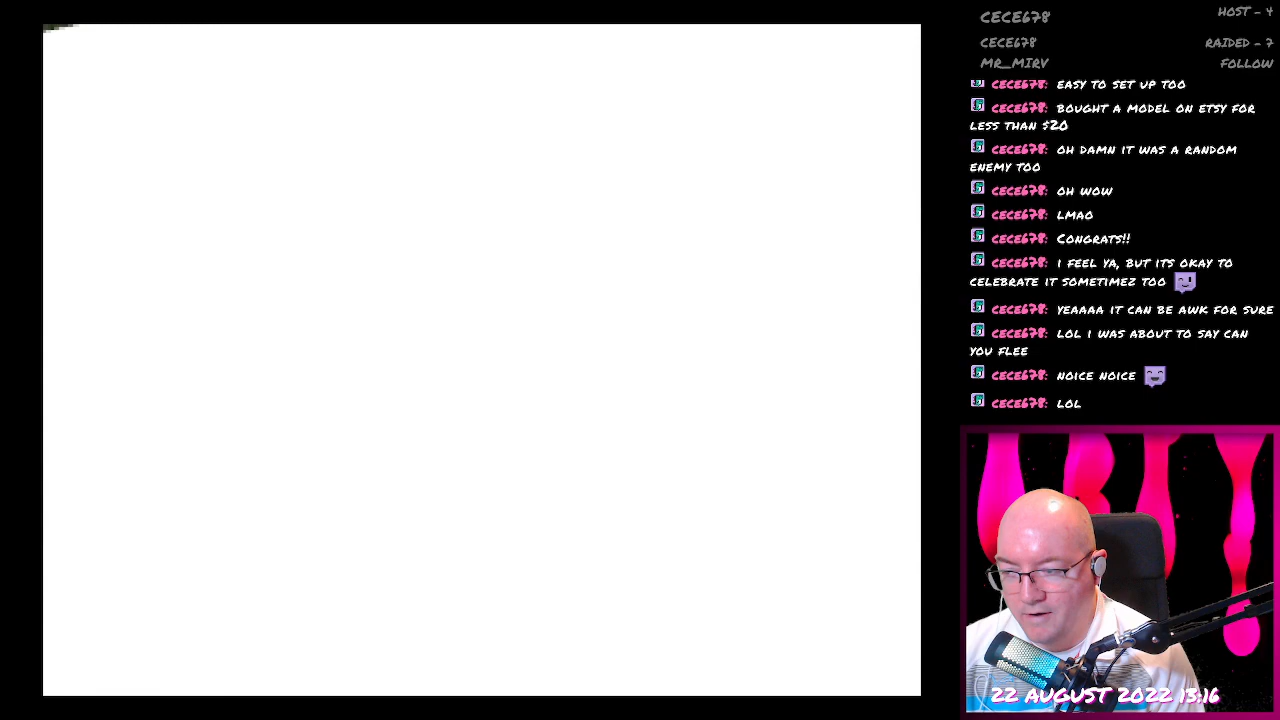 CECE678
HOST - 4
CECE678
RAIDED - 7
MR_MIRV
FOLLOW
CECE678: EASY TO SET UP TOO
CECE678: BOUGHT A MODEL ON ETSY FOR
LESS THAN $20
CECE678: OH DAMN IT WAS A RANDOM
ENEMY TOO
CECE678: OH WOW
CECE678: LMAO
CECE678: CONGRATS!!
CECE678: I FEEL YA, BUT ITS OKAY TO
CELEBRATE IT SOMETIMEZ TOO
CECE678: YEAAAA IT CAN BE AWK FOR SURE
CECE678: LOL I WAS ABOUT TO SAY CAN
YOU FLEE
CECE678: NOICE NOICE
CECE678: LOL
22 AUGUST 2022 13:16